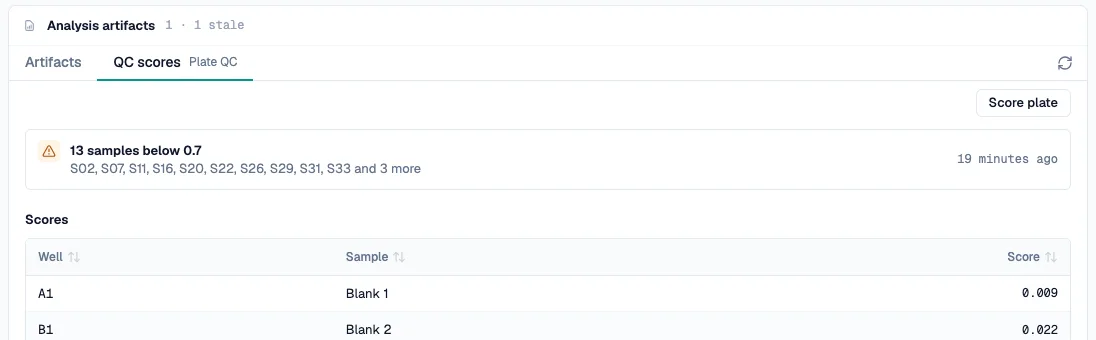 Analysis artifacts 1 · 1 stale
Artifacts QC scores Plate QC
Score plate
13 samples below 0.7
S02, S07, S11, S16, S20, S22, S26, S29, S31, S33 and 3 more
19 minutes ago
Scores
Well Sample Score
A1 Blank 1 0.009
B1 Blank 2 0.022